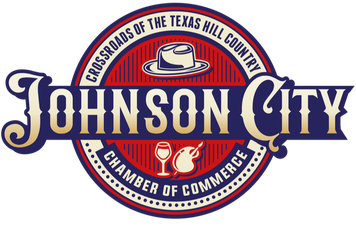 CROSSROADS OF THE TEXAS HILL COUNTRY
JOHNSON CITY
CHAMBER OF COMMERCE